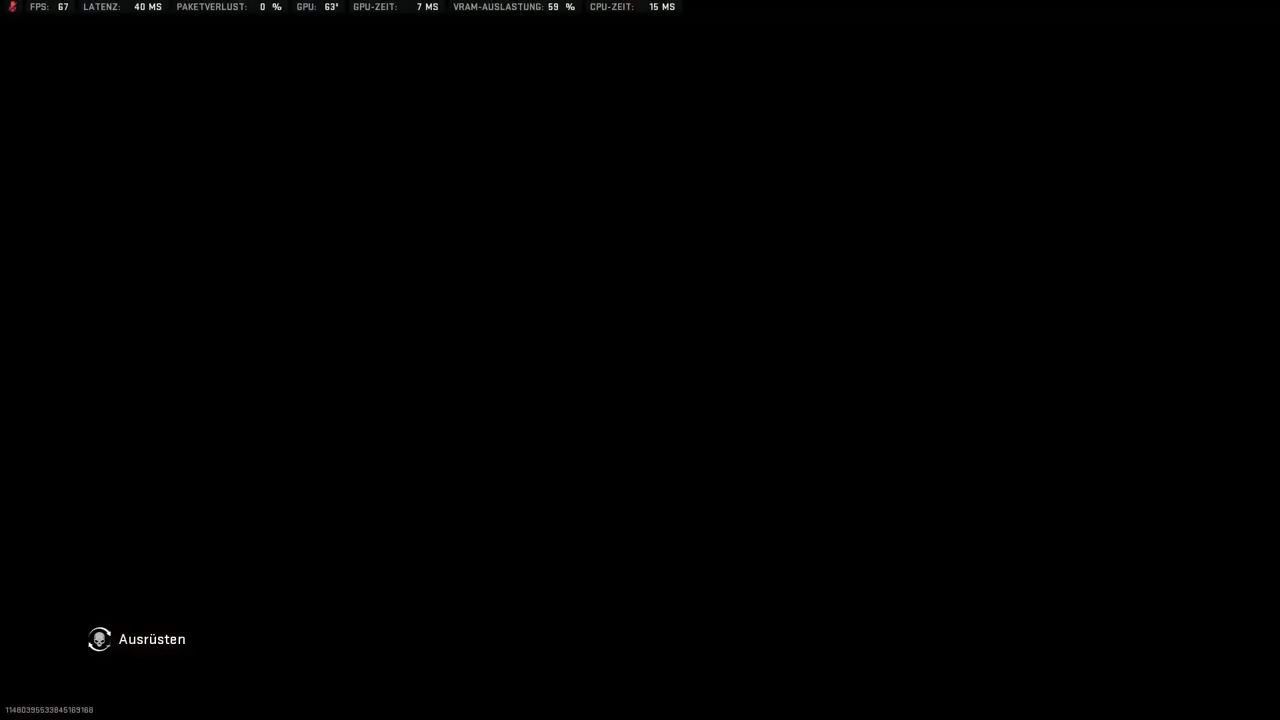 FPS: 67 LATENZ: 40 MS PAKETVERLUST: 0 % GPU: 63° GPU-ZEIT: 7 MS VRAM-AUSLASTUNG: 59 % CPU-ZEIT: 15 MS
Ausrüsten
11480395533845169168